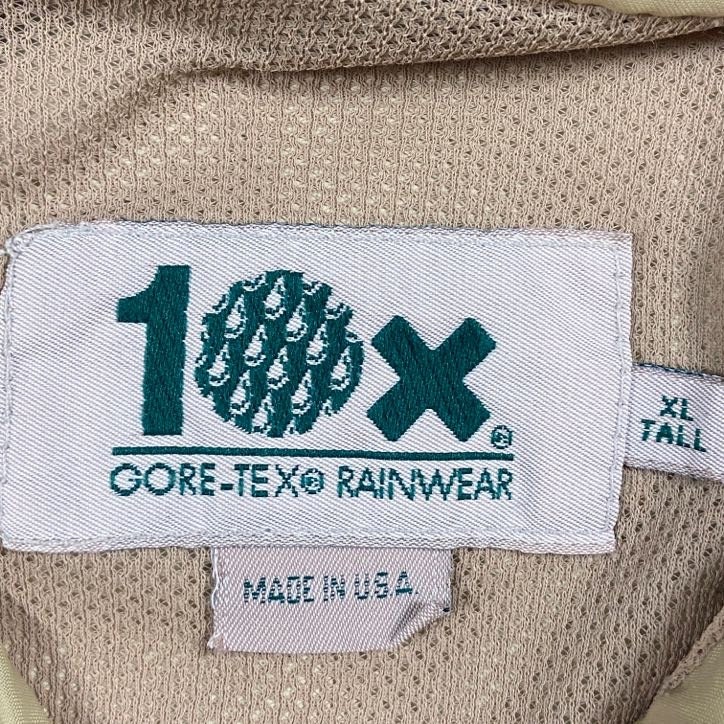 10x®
GORE-TEX® RAINWEAR
XL
TALL
MADE IN U.S.A.